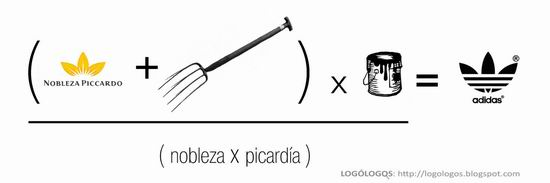 ( NOBLEZA PICCARDO + ) x = adidas®
( nobleza x picardía )
LOGÓLOGOS: http://logologos.blogspot.com